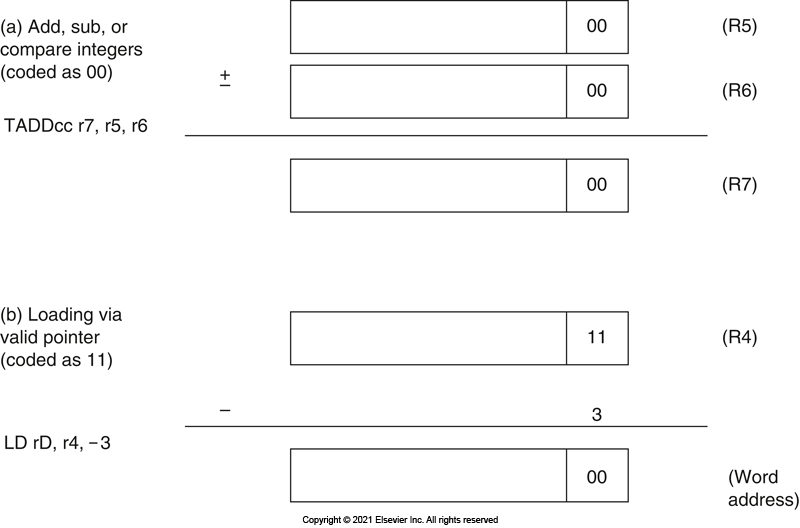 (a) Add, sub, or
compare integers
(coded as 00)
TADDcc r7, r5, r6
00
(R5)
±
00
(R6)
00
(R7)
(b) Loading via
valid pointer
(coded as 11)
LD rD, r4, –3
11
(R4)
–
3
00
(Word
address)
Copyright © 2021 Elsevier Inc. All rights reserved